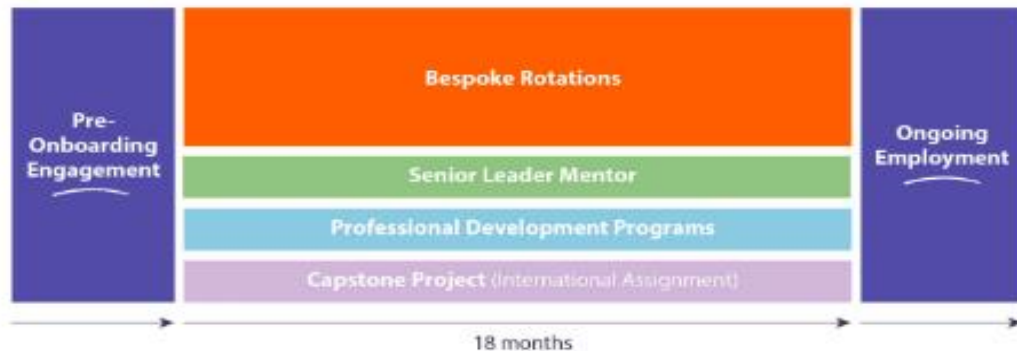 Pre-
Onboarding
Engagement
Bespoke Rotations
Senior Leader Mentor
Professional Development Programs
Capstone Project (International Assignment)
Ongoing
Employment
18 months